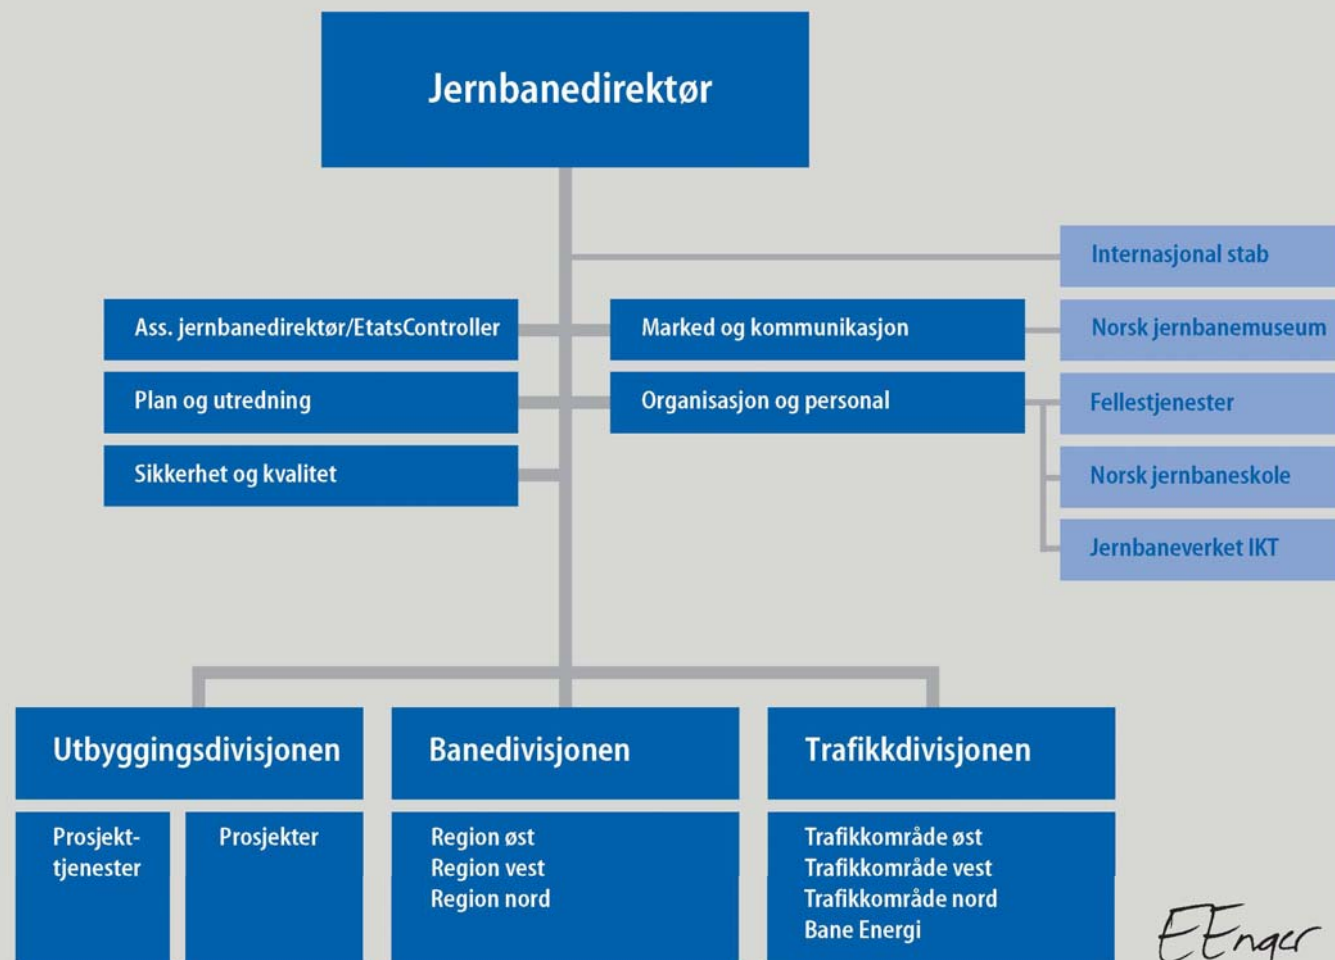 Jernbanedirektør
Internasjonal stab
Ass. jernbanedirektør/EtatsController
Marked og kommunikasjon
Norsk jernbanemuseum
Plan og utredning
Organisasjon og personal
Fellestjenester
Sikkerhet og kvalitet
Norsk jernbaneskole
Jernbaneverket IKT
Utbyggingsdivisjonen
Banedivisjonen
Trafikkdivisjonen
Prosjekt-
tjenester
Prosjekter
Region øst
Region vest
Region nord
Trafikkområde øst
Trafikkområde vest
Trafikkområde nord
Bane Energi
EEnger